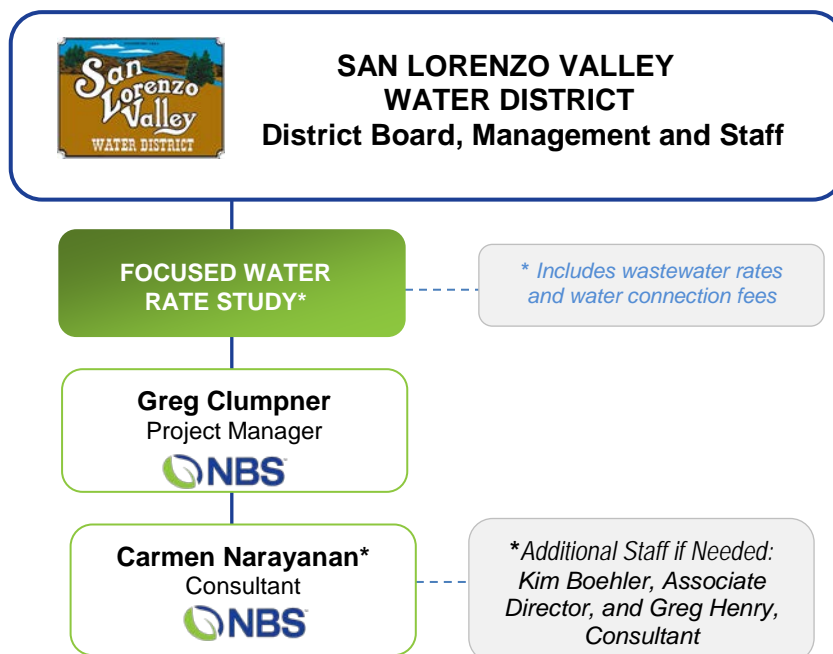 San
Lorenzo
Valley
WATER DISTRICT
SAN LORENZO VALLEY
WATER DISTRICT
District Board, Management and Staff
FOCUSED WATER
RATE STUDY*
* Includes wastewater rates
and water connection fees
Greg Clumpner
Project Manager
NBS™
Carmen Narayanan*
Consultant
NBS™
*Additional Staff if Needed:
Kim Boehler, Associate
Director, and Greg Henry,
Consultant